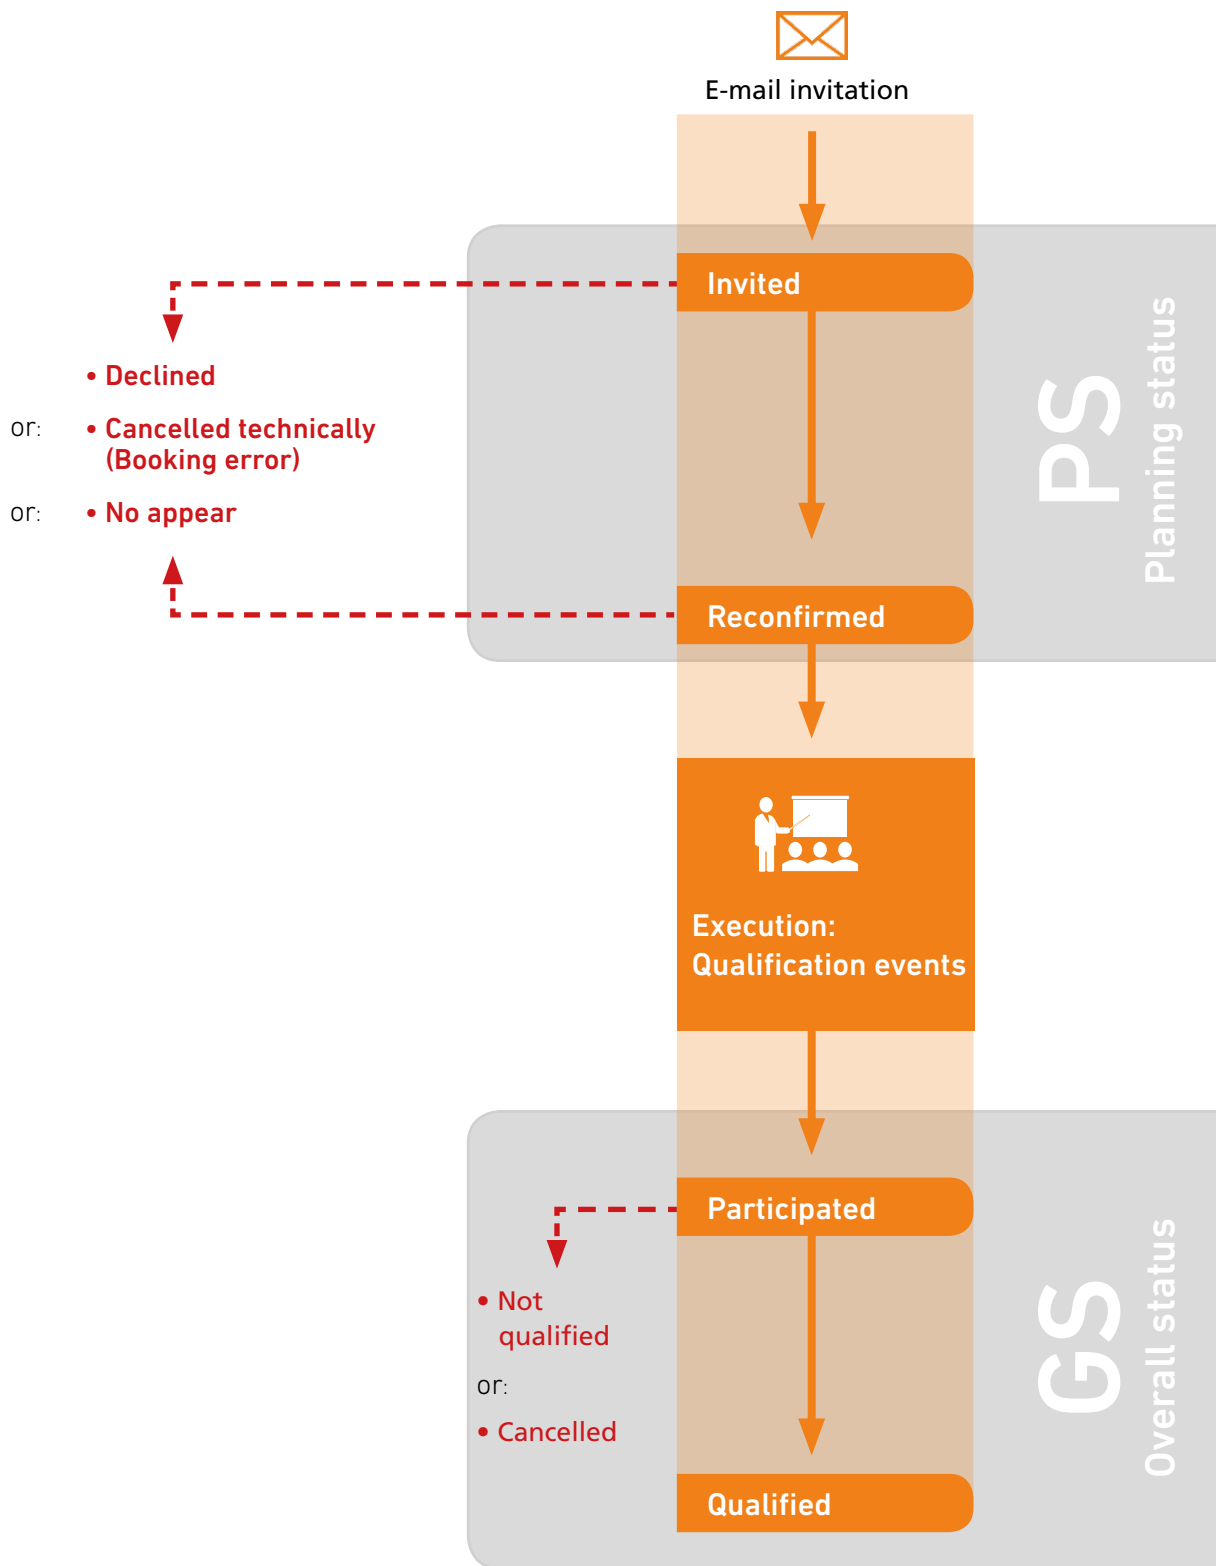 E-mail invitation
Invited
• Declined
or: • Cancelled technically
(Booking error)
or: • No appear
Reconfirmed
PS
Planning status
Execution:
Qualification events
Participated
• Not
qualified
or:
• Cancelled
Qualified
GS
Overall status